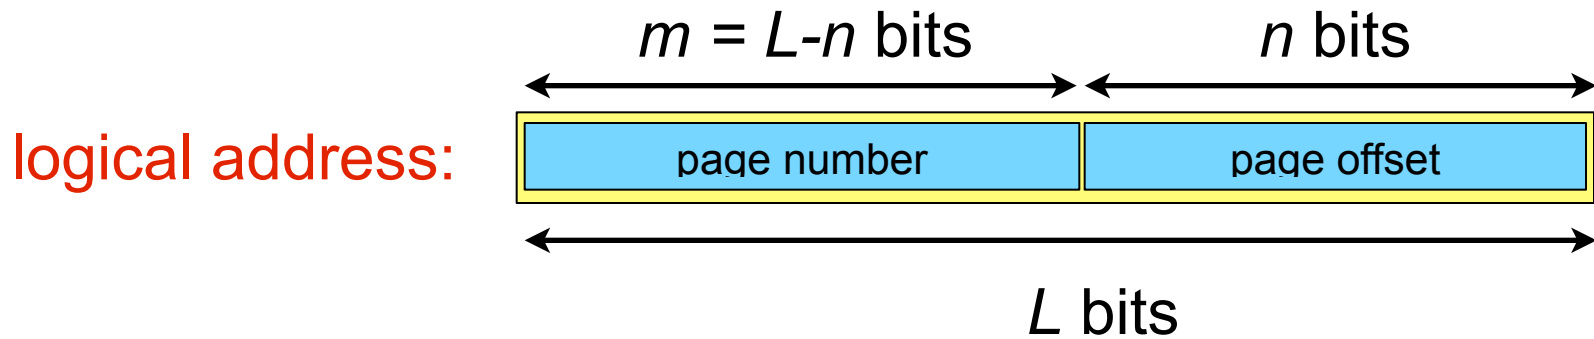 m = L-n bits
n bits
logical address:
page number
page offset
L bits